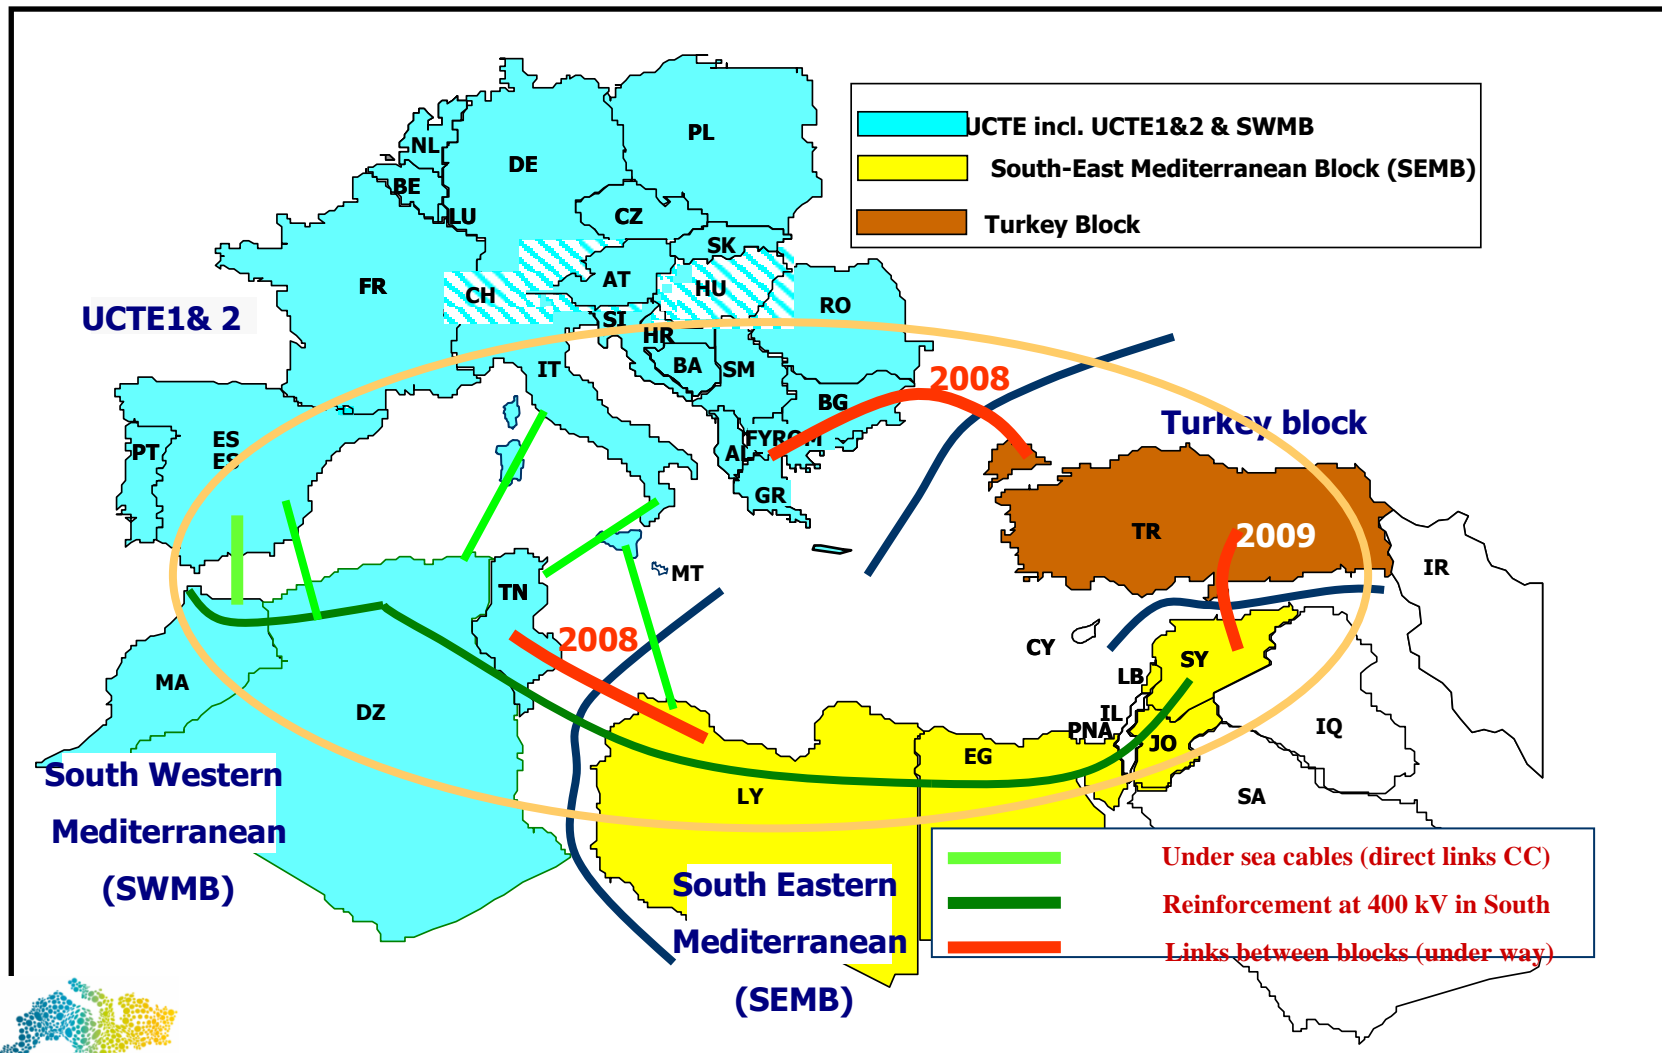 PL
UCTE incl. UCTE1&2 & SWMB
NL
DE
South-East Mediterranean Block (SEMB)
BE
LU
CZ
Turkey Block
SK
FR
CH
AT
HU
RO
UCTE1& 2
SI
HR
IT
BA
SM
2008
BG
Turkey block
PT
ES
ES
FYROM
AL
GR
TR
2009
IR
TN
MT
2008
CY
SY
LB
MA
DZ
IL
PNA
IQ
JO
EG
South Western
Mediterranean
(SWMB)
LY
SA
South Eastern
Mediterranean
(SEMB)
Under sea cables (direct links CC)
Reinforcement at 400 kV in South
Links between blocks (under way)